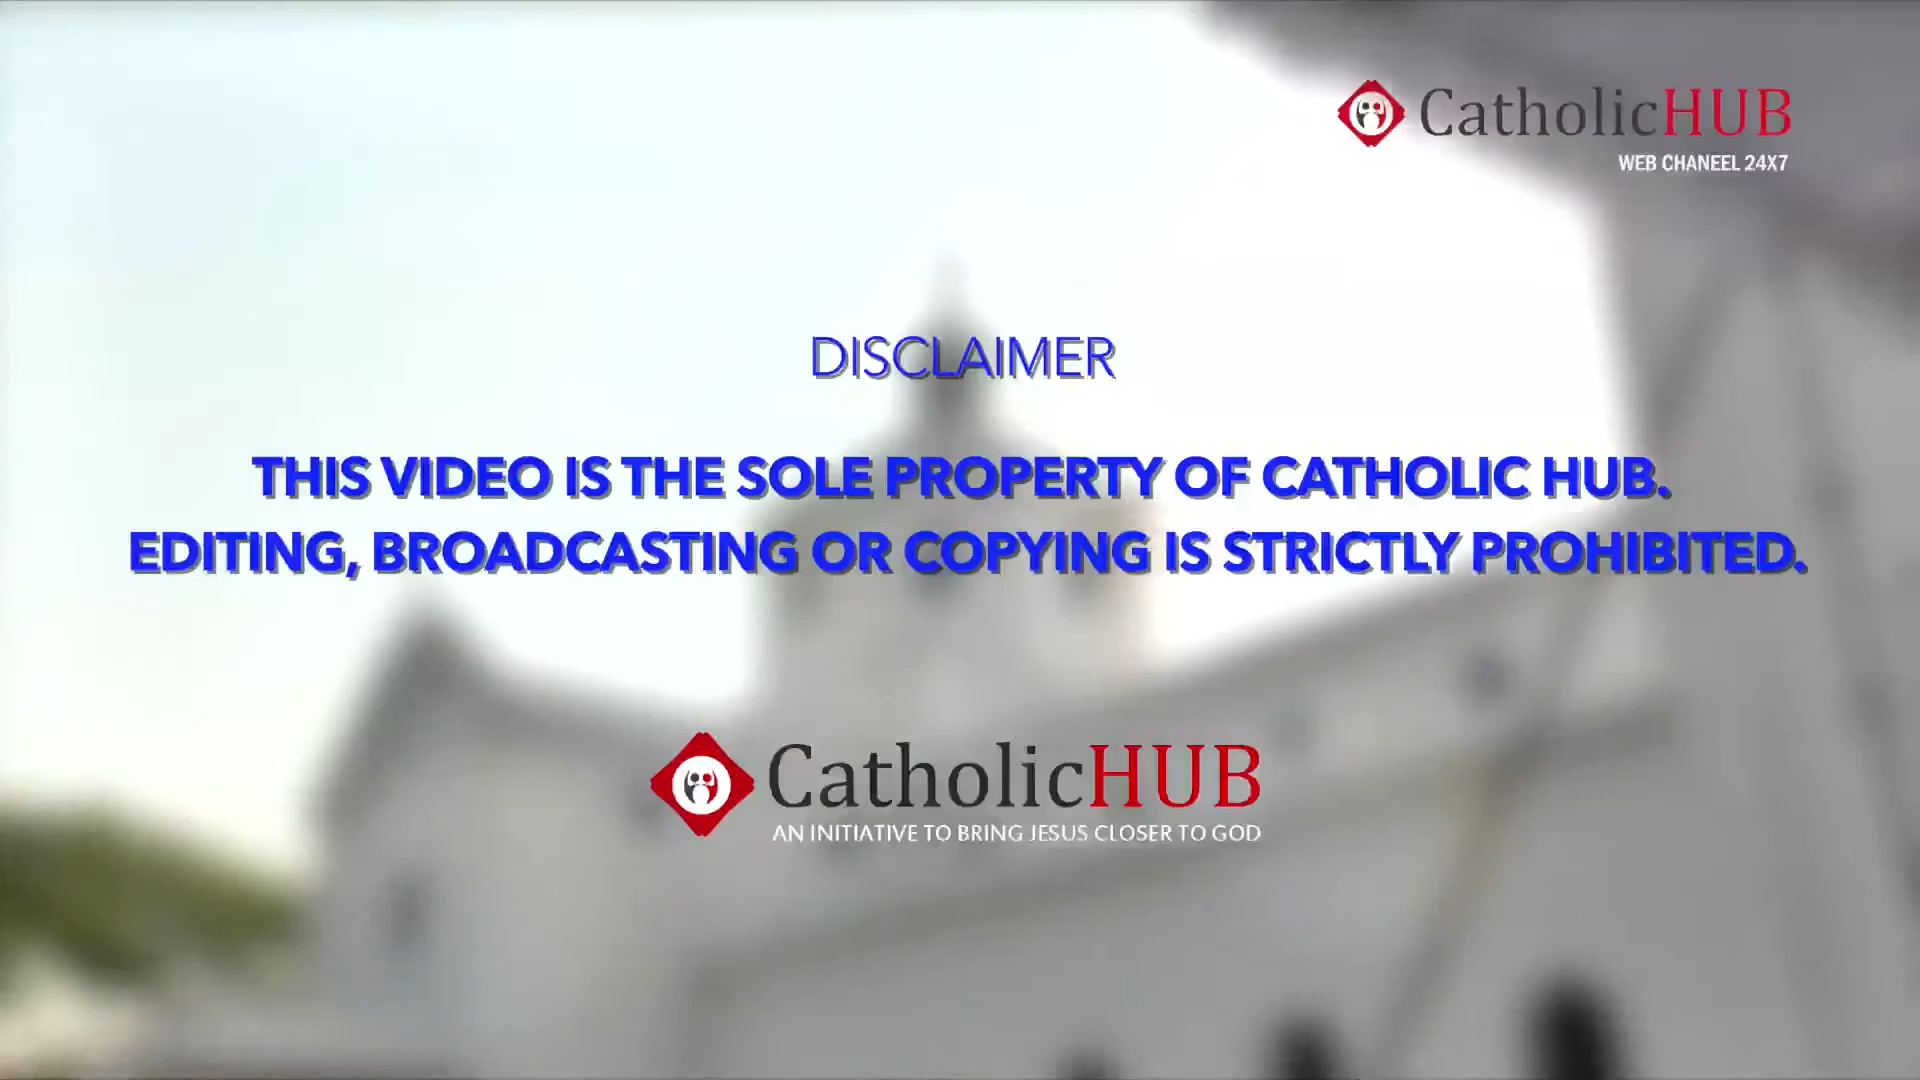 CatholicHUB
WEB CHANEEL 24X7
DISCLAIMER
THIS VIDEO IS THE SOLE PROPERTY OF CATHOLIC HUB.
EDITING, BROADCASTING OR COPYING IS STRICTLY PROHIBITED.
CatholicHUB
AN INITIATIVE TO BRING JESUS CLOSER TO GOD